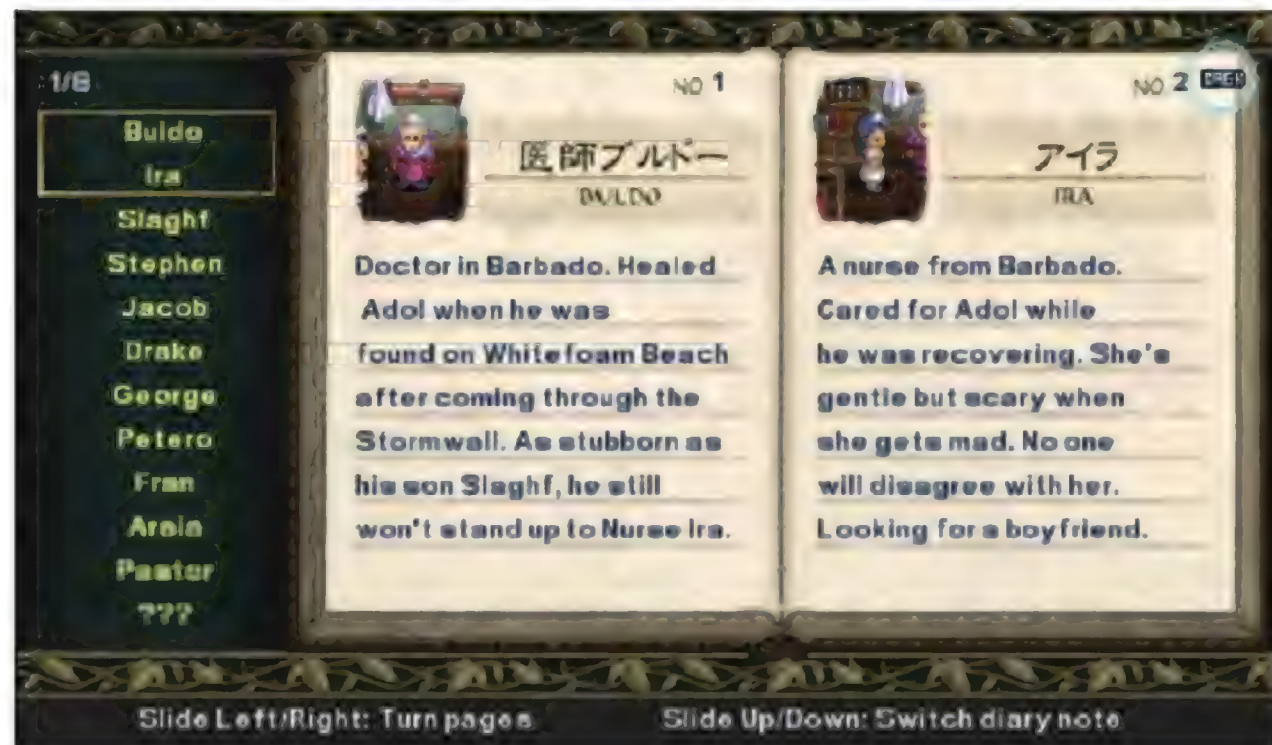 1/8
Buldo
Ira
Slaghf
Stephen
Jacob
Drake
George
Petero
Fran
Arain
Pastor
???
NO 1
医師ブルドー
BULDO
Doctor in Barbado. Healed
Adol when he was
found on Whitefoam Beach
after coming through the
Stormwall. As stubborn as
his son Slaghf, he still
won't stand up to Nurse Ira.
NO 2
アイラ
IRA
A nurse from Barbado.
Cared for Adol while
he was recovering. She's
gentle but scary when
she gets mad. No one
will disagree with her.
Looking for a boyfriend.
Slide Left/Right: Turn pages
Slide Up/Down: Switch diary note